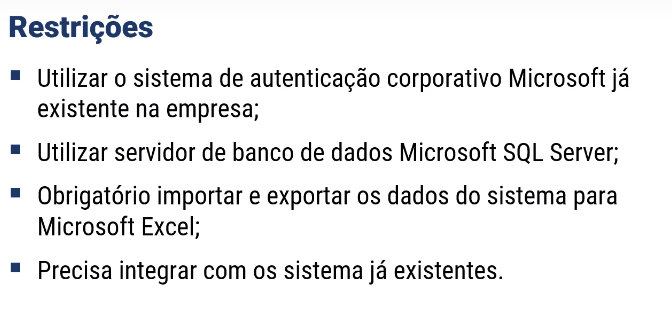 Restrições
Utilizar o sistema de autenticação corporativo Microsoft já
existente na empresa;
Utilizar servidor de banco de dados Microsoft SQL Server;
Obrigatório importar e exportar os dados do sistema para
Microsoft Excel;
Precisa integrar com os sistema já existentes.